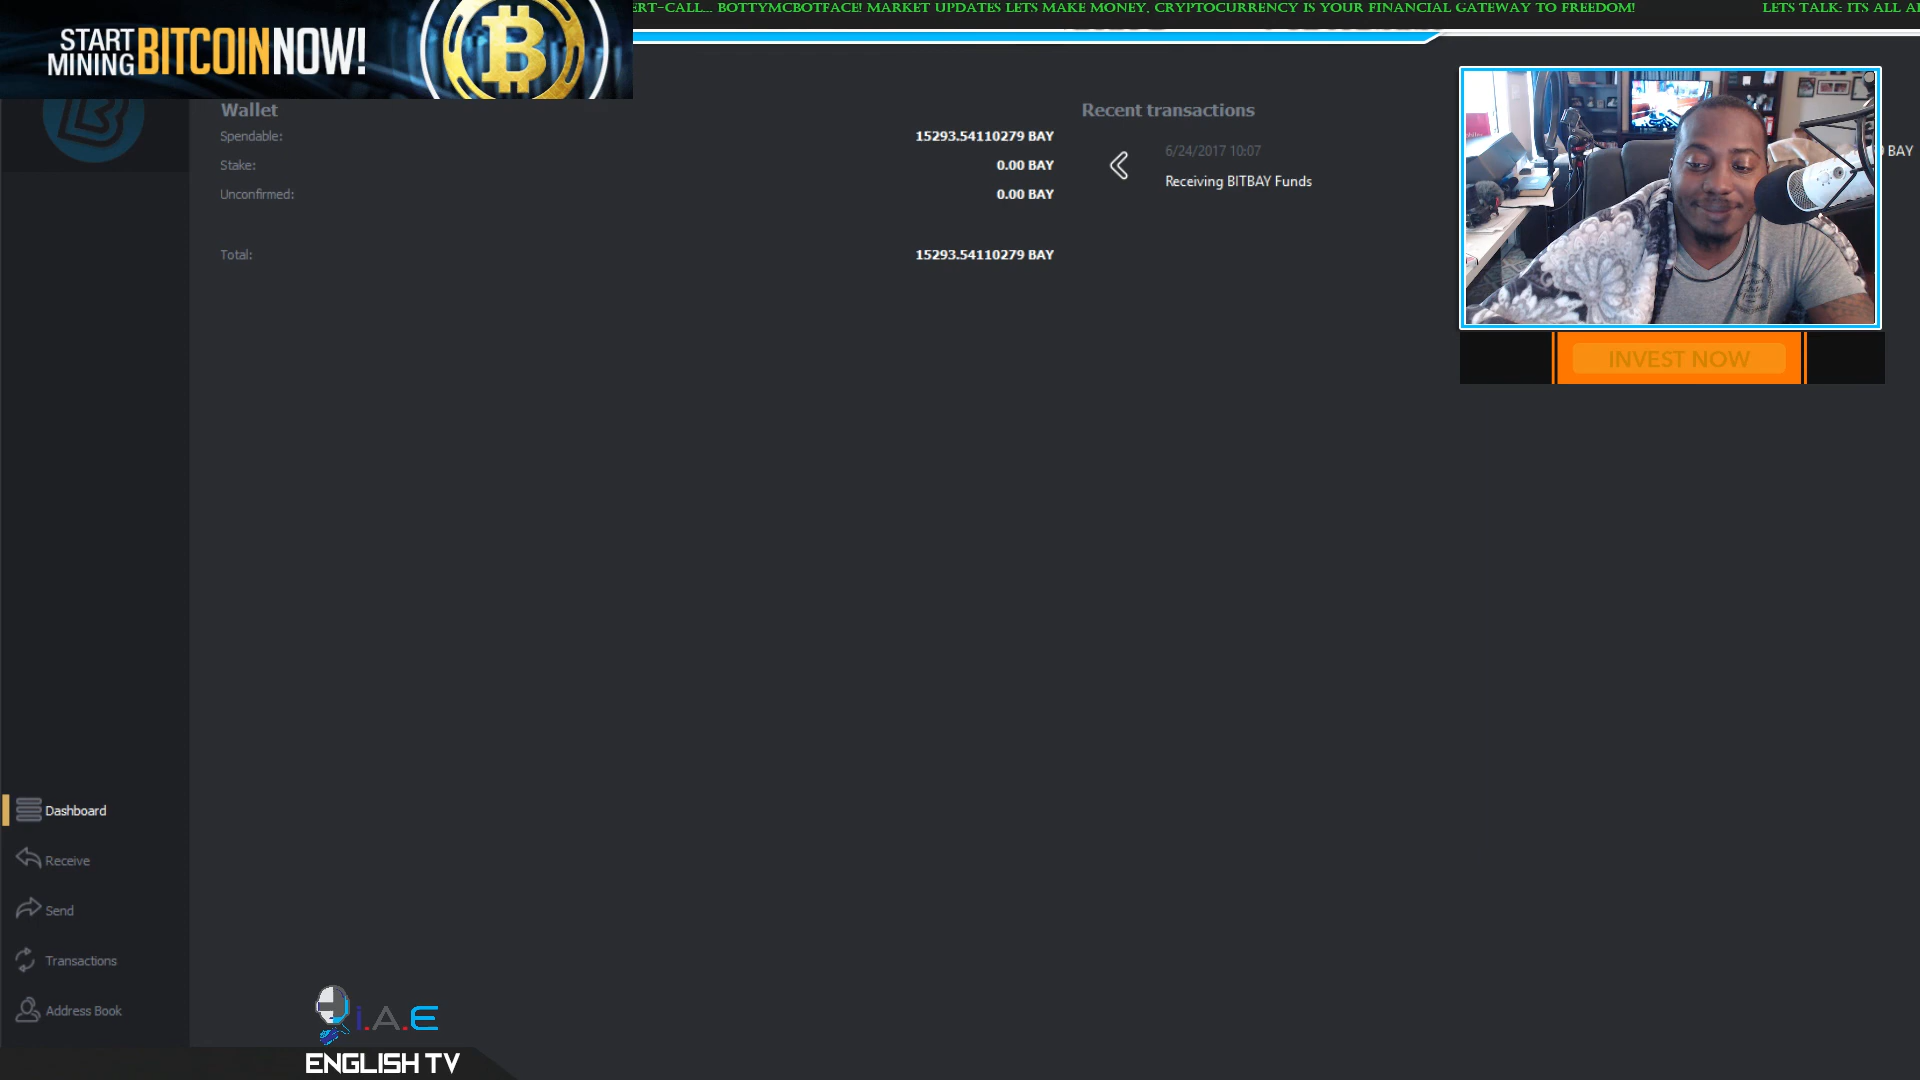 ERT-CALL... BOTTYMCBOTFACE! MARKET UPDATES LETS MAKE MONEY, CRYPTOCURRENCY IS YOUR FINANCIAL GATEWAY TO FREEDOM!
LETS TALK: ITS ALL
START
MINING BITCOIN NOW!
Wallet
Spendable: 15293.54110279 BAY
Stake: 0.00 BAY
Unconfirmed: 0.00 BAY
Total: 15293.54110279 BAY
Recent transactions
6/24/2017 10:07
BAY
Receiving BITBAY Funds
INVEST NOW
Dashboard
Receive
Send
Transactions
Address Book
i.A.E
ENGLISH TV